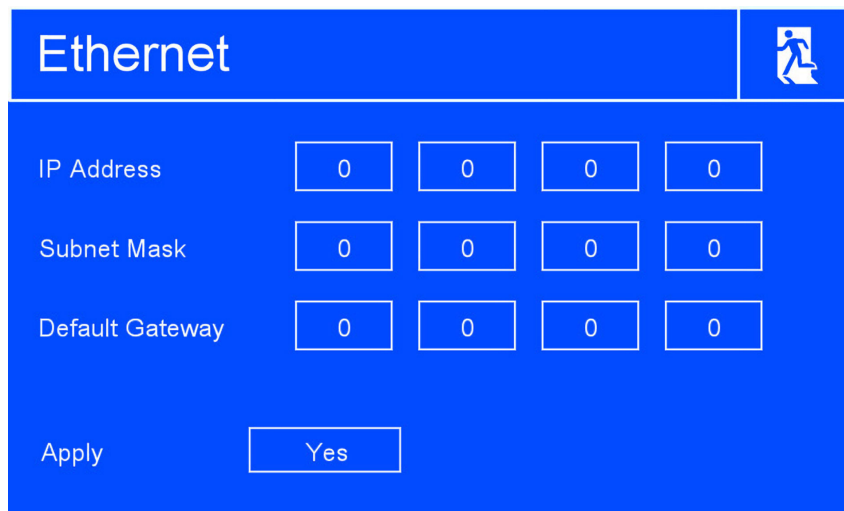 Ethernet
IP Address 0 0 0 0
Subnet Mask 0 0 0 0
Default Gateway 0 0 0 0
Apply Yes